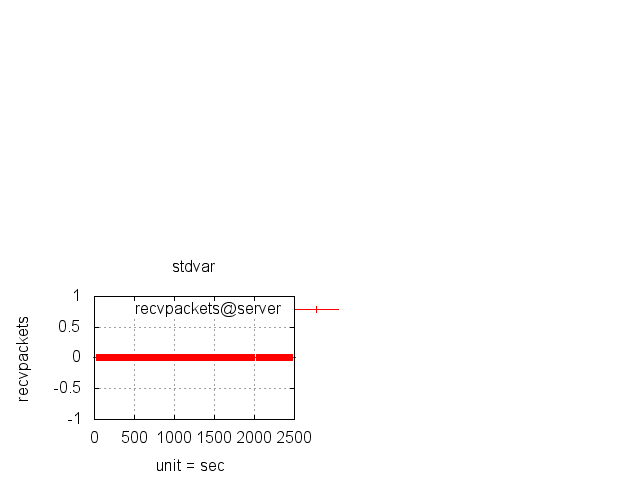 stdvar
recvpackets@server
1
0.5
0
-0.5
-1
recvpackets
0 500 1000 1500 2000 2500
unit = sec